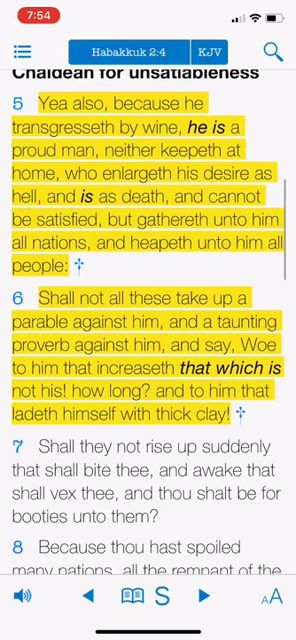 7:54
Habakkuk 2:4 KJV
Chaldean for unsatiableness
5 Yea also, because he
transgresseth by wine, he is a
proud man, neither keepeth at
home, who enlargeth his desire as
hell, and is as death, and cannot
be satisfied, but gathereth unto him
all nations, and heapeth unto him all
people: †
6 Shall not all these take up a
parable against him, and a taunting
proverb against him, and say, Woe
to him that increaseth that which is
not his! how long? and to him that
ladeth himself with thick clay! †
7 Shall they not rise up suddenly
that shall bite thee, and awake that
shall vex thee, and thou shalt be for
booties unto them?
8 Because thou hast spoiled
many nations, all the remnant of the
S AA